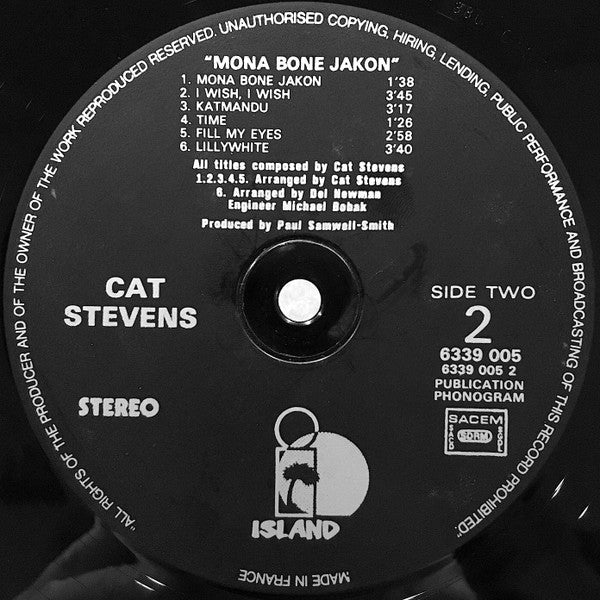 "ALL RIGHTS OF THE PRODUCER AND OF THE OWNER OF THE WORK REPRODUCED RESERVED. UNAUTHORISED COPYING, HIRING, LENDING, PUBLIC PERFORMANCE AND BROADCASTING OF THIS RECORD PROHIBITED."
"MONA BONE JAKON"
1. MONA BONE JAKON 1'38
2. I WISH, I WISH 3'45
3. KATMANDU 3'17
4. TIME 1'26
5. FILL MY EYES 2'58
6. LILLYWHITE 3'40
All titles composed by Cat Stevens
1.2.3.4.5. Arranged by Cat Stevens
6. Arranged by Del Newman
Engineer Michael Bobak
Produced by Paul Samwell-Smith
CAT
STEVENS
STEREO
SIDE TWO
2
6339 005
6339 005 2
PUBLICATION
PHONOGRAM
SACEM
SACD SDRM SGDL
i
ISLAND
MADE IN FRANCE